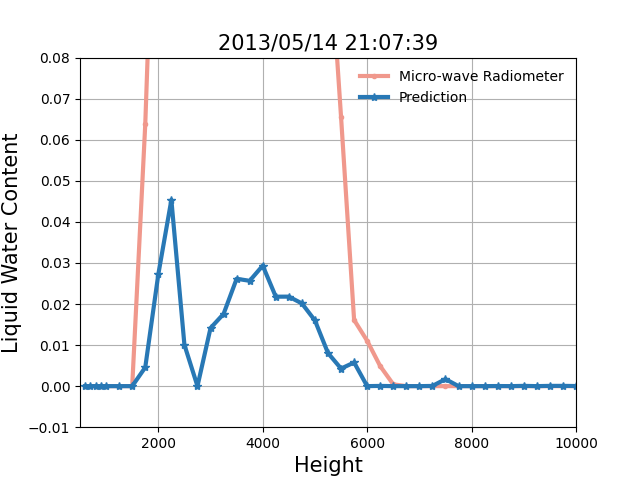 2013/05/14 21:07:39
Liquid Water Content
0.08
0.07
0.06
0.05
0.04
0.03
0.02
0.01
0.00
−0.01
Micro-wave Radiometer
Prediction
2000 4000 6000 8000 10000
Height